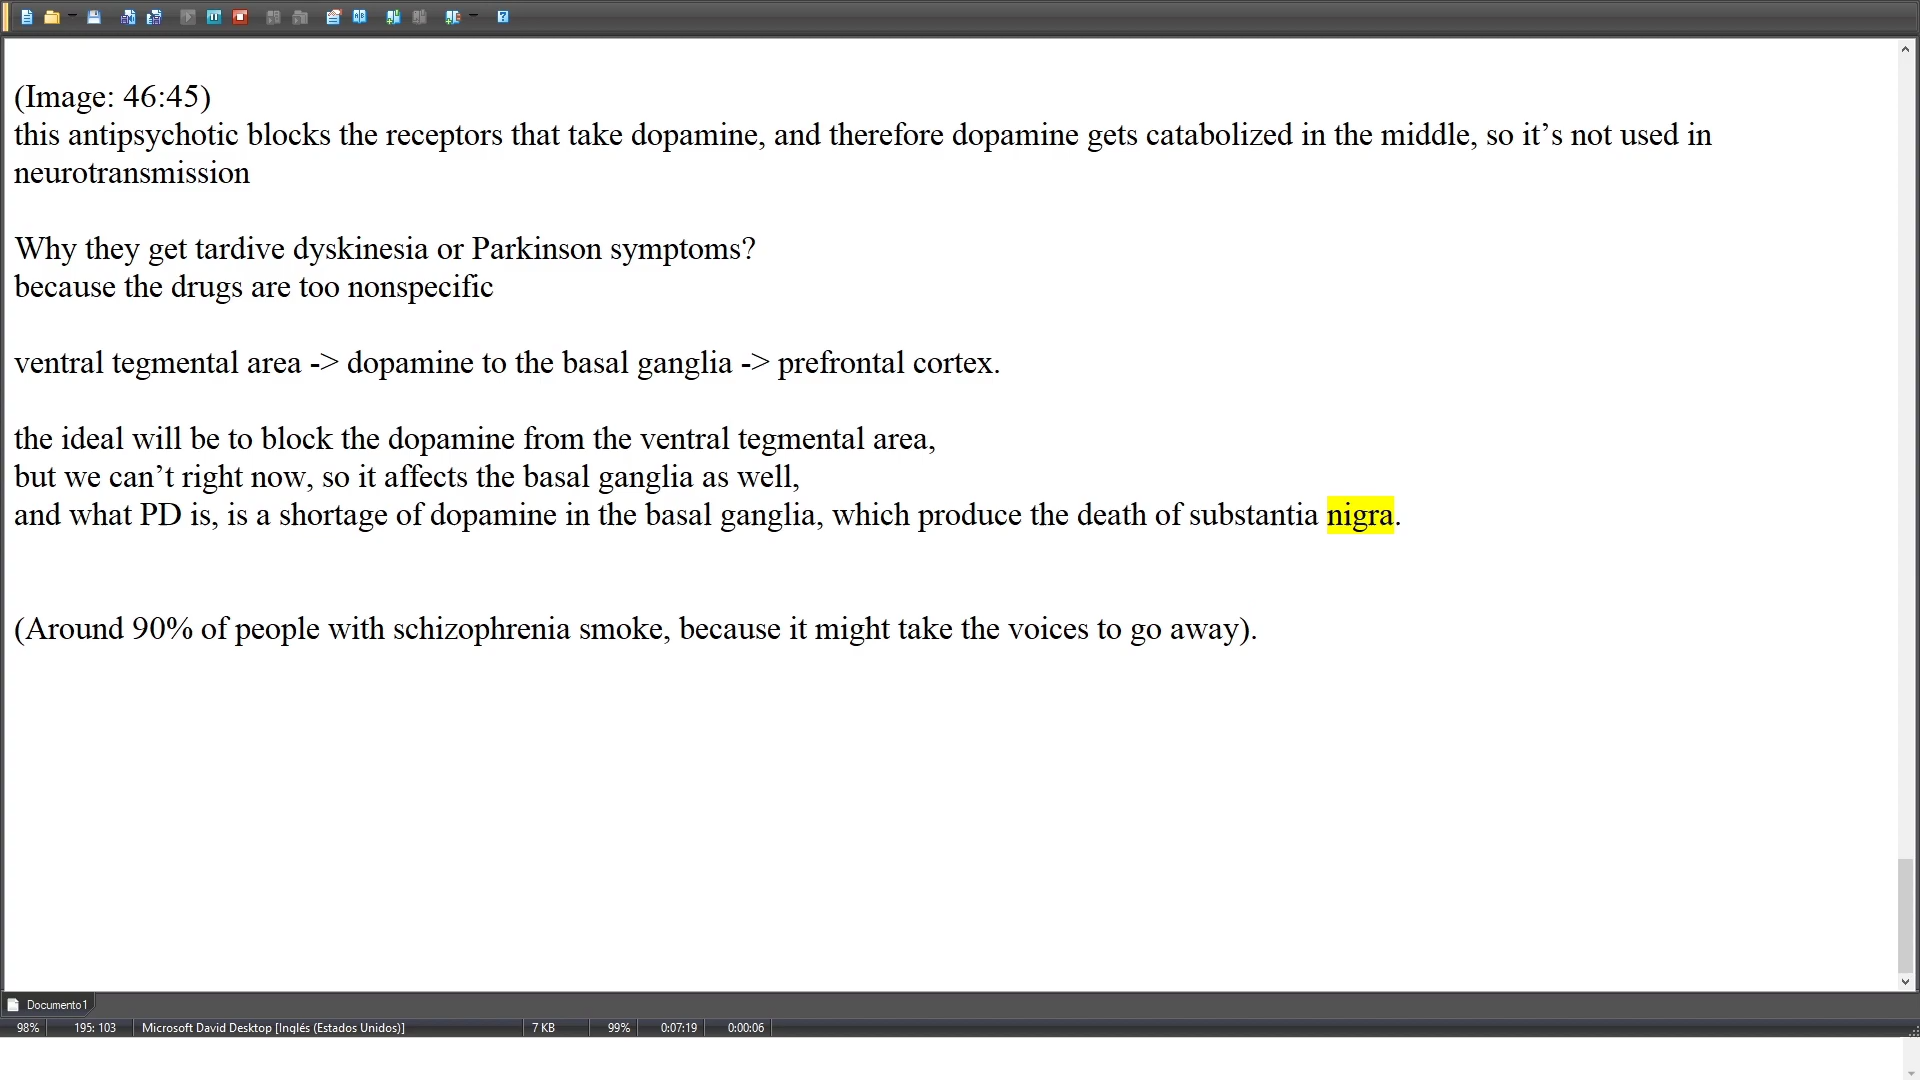 (Image: 46:45)
this antipsychotic blocks the receptors that take dopamine, and therefore dopamine gets catabolized in the middle, so it’s not used in
neurotransmission
Why they get tardive dyskinesia or Parkinson symptoms?
because the drugs are too nonspecific
ventral tegmental area -> dopamine to the basal ganglia -> prefrontal cortex.
the ideal will be to block the dopamine from the ventral tegmental area,
but we can’t right now, so it affects the basal ganglia as well,
and what PD is, is a shortage of dopamine in the basal ganglia, which produce the death of substantia nigra.
(Around 90% of people with schizophrenia smoke, because it might take the voices to go away).
Documento1
98% 195: 103 Microsoft David Desktop [Inglés (Estados Unidos)] 7 KB 99% 0:07:19 0:00:06